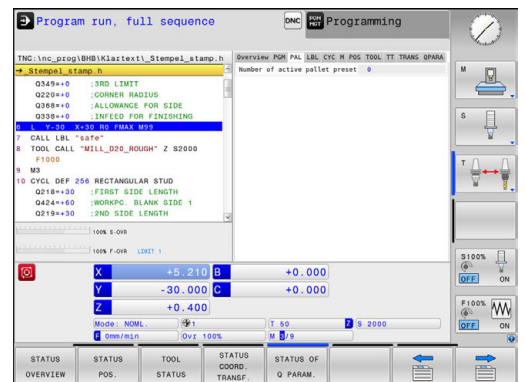 Program run, full sequence
DNC
PGM MGT
Programming
TNC:\nc_prog\BHB\Klartext\_Stempel_stamp.h
→_Stempel_stamp.h
Q349=+0 ;3RD LIMIT
Q220=+0 ;CORNER RADIUS
Q368=+0 ;ALLOWANCE FOR SIDE
Q338=+0 ;INFEED FOR FINISHING
6 L Y-30 X+30 R0 FMAX M99
7 CALL LBL "safe"
8 TOOL CALL "MILL_D20_ROUGH" Z S2000
F1000
9 M3
10 CYCL DEF 256 RECTANGULAR STUD
Q218=+30 ;FIRST SIDE LENGTH
Q424=+60 ;WORKPC. BLANK SIDE 1
Q219=+30 ;2ND SIDE LENGTH
Overview PGM PAL LBL CYC M POS TOOL TT TRANS QPARA
Number of active pallet preset 0
100% S-OVR
100% F-OVR LIMIT 1
X +5.210 B +0.000
Y -30.000 C +0.000
Z +0.400
Mode: NOML. 1 T 50 Z S 2000
F 0mm/min Ovr 100% M 5/9
M
S
T
S100%
OFF ON
F100%
OFF ON
STATUS OVERVIEW
STATUS POS.
TOOL STATUS
STATUS COORD. TRANSF.
STATUS OF Q PARAM.